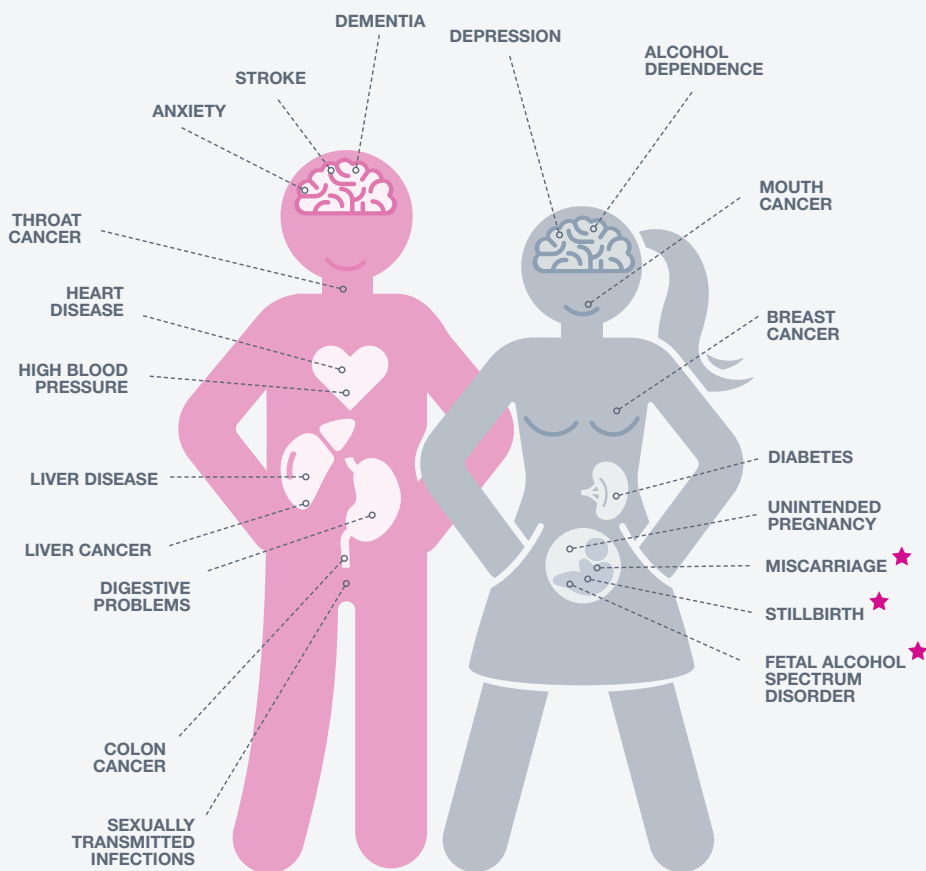 DEMENTIA
DEPRESSION
ALCOHOL
DEPENDENCE
STROKE
ANXIETY
MOUTH
CANCER
THROAT
CANCER
HEART
DISEASE
BREAST
CANCER
HIGH BLOOD
PRESSURE
DIABETES
LIVER DISEASE
UNINTENDED
PREGNANCY
LIVER CANCER
MISCARRIAGE
DIGESTIVE
PROBLEMS
STILLBIRTH
FETAL ALCOHOL
SPECTRUM
DISORDER
COLON
CANCER
SEXUALLY
TRANSMITTED
INFECTIONS